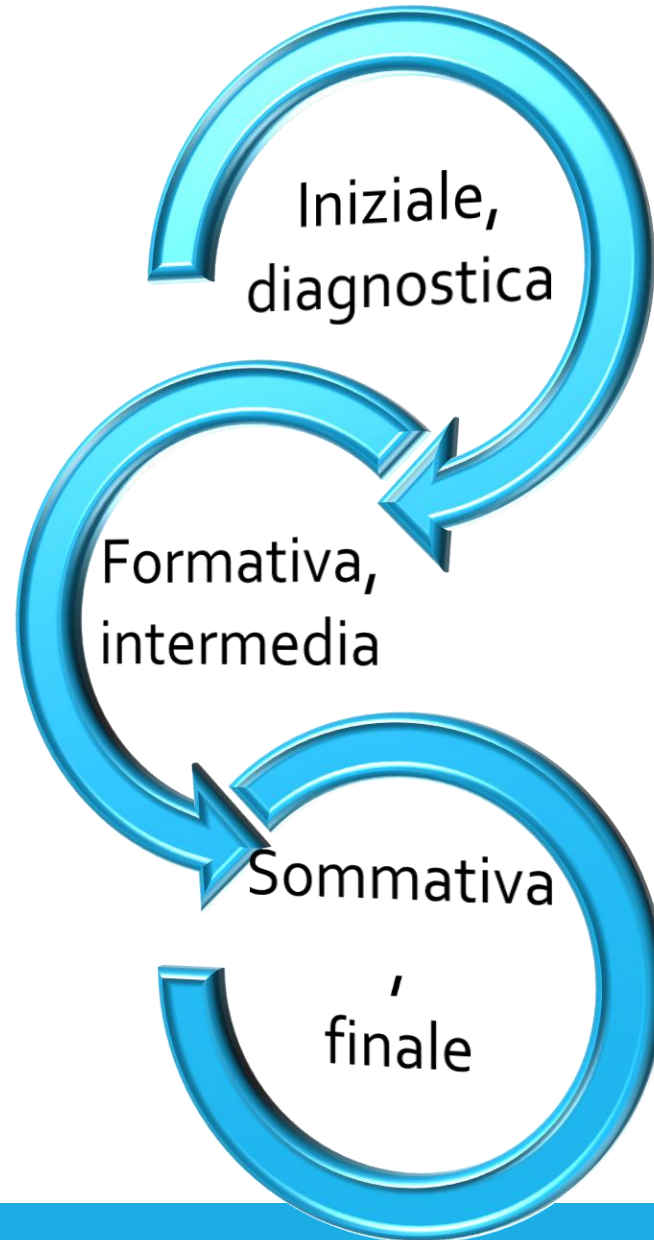 Iniziale,
diagnostica
Formativa,
intermedia
Sommativa
,
finale